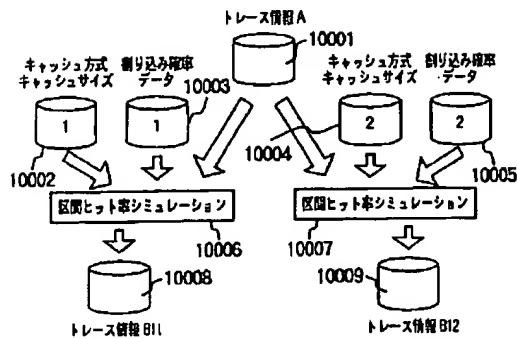 トレース情報A
10001
キャッシュ方式
キャッシュサイズ
割り込み確率
データ
10003
キャッシュ方式
キャッシュサイズ
割り込み確率
データ
1
1
2
2
10002
10004
10005
区間ヒット率シミュレーション
区間ヒット率シミュレーション
10006
10007
10008
10009
トレース情報B11
トレース情報B12